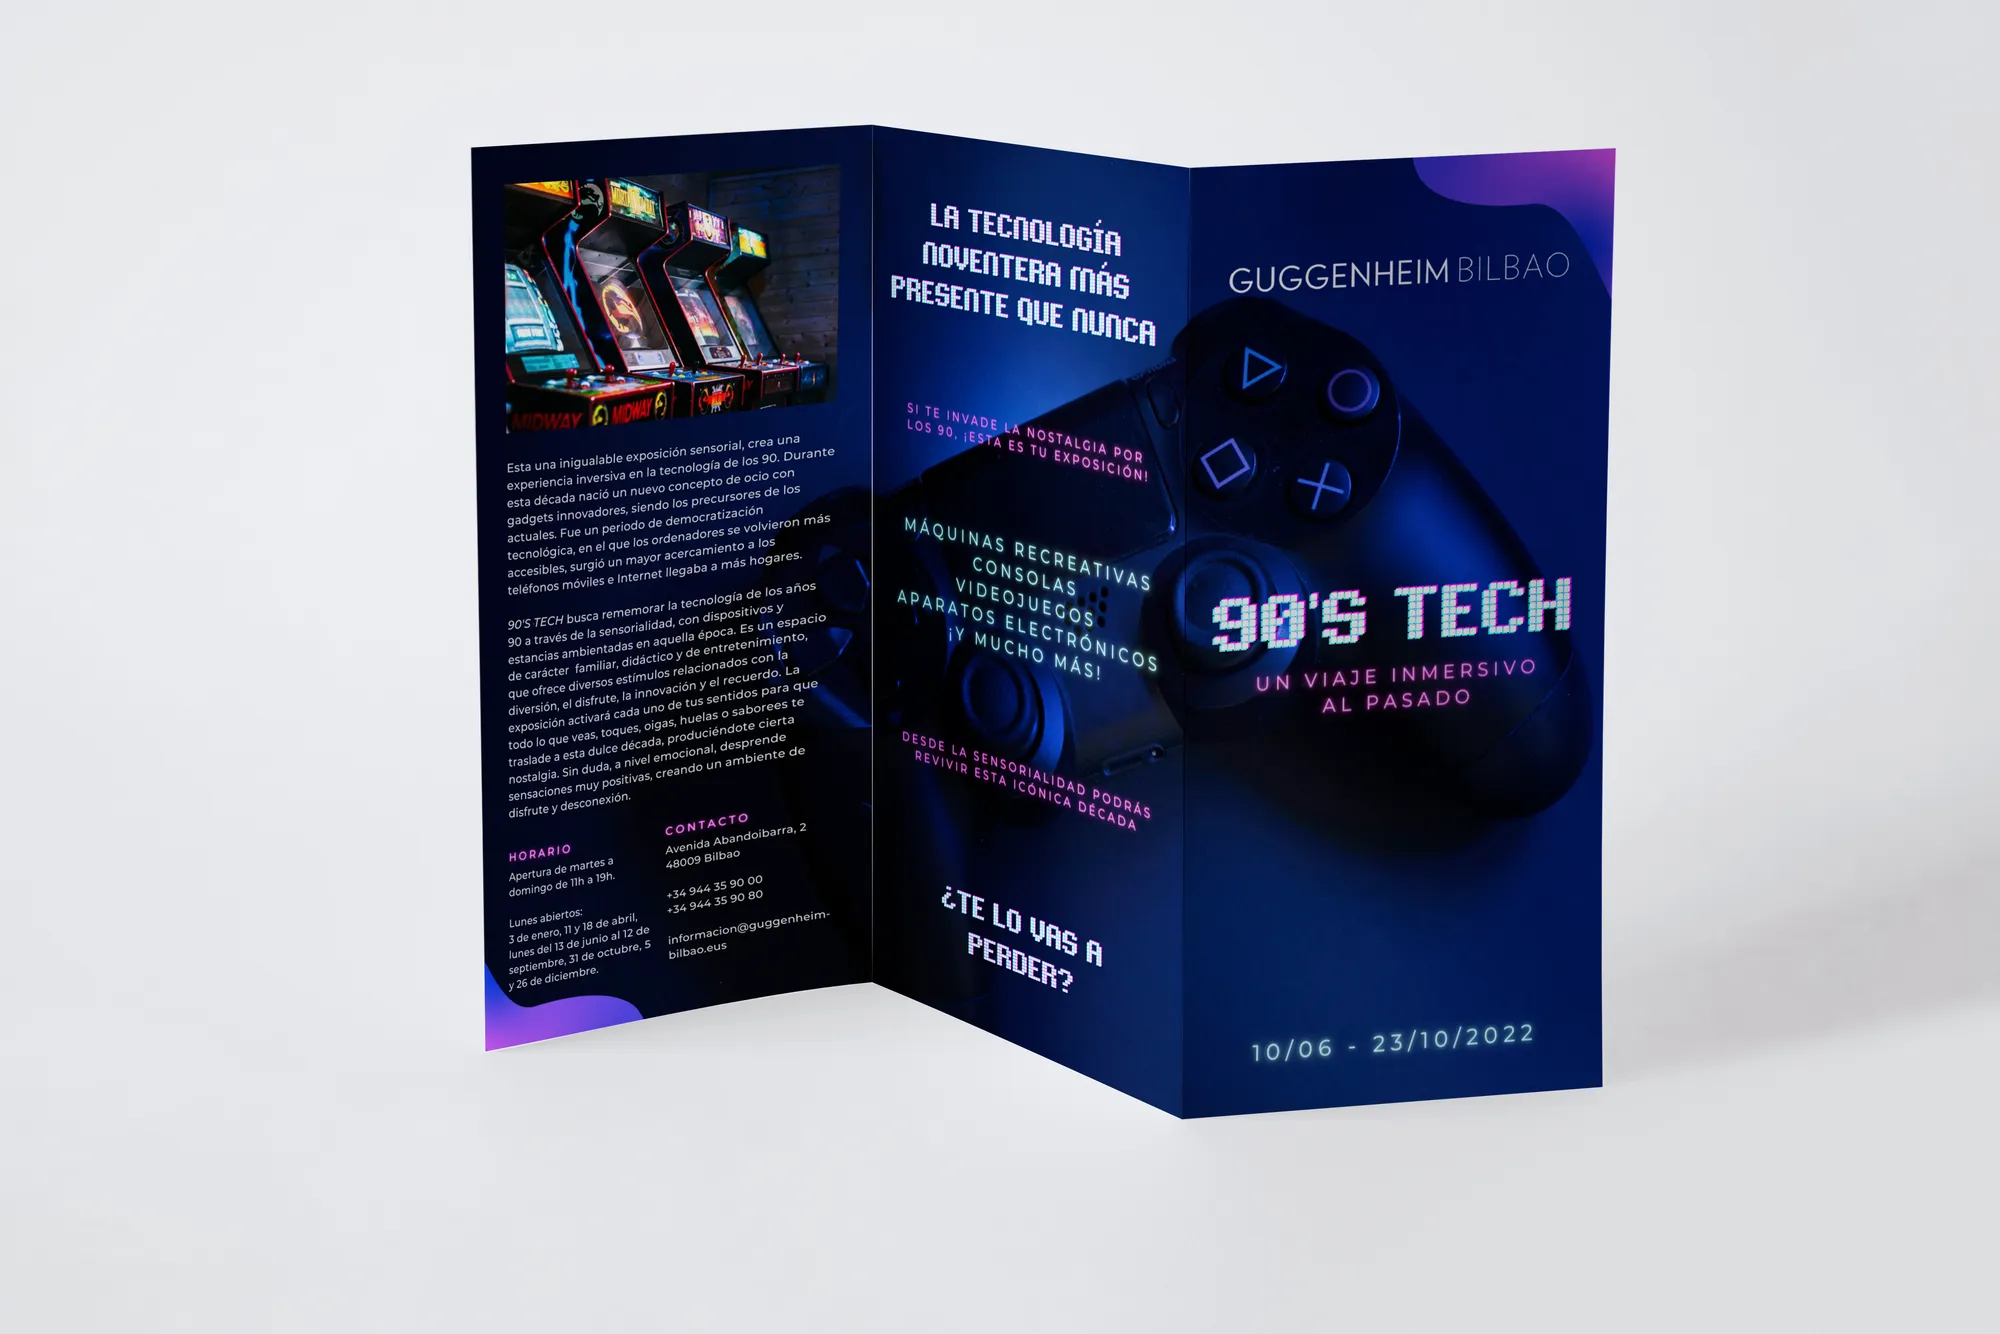 MORTAL KOMBAT
MIDWAY
MIDWAY
Esta una inigualable exposición sensorial, crea una
experiencia inversiva en la tecnología de los 90. Durante
esta década nació un nuevo concepto de ocio con
gadgets innovadores, siendo los precursores de los
actuales. Fue un periodo de democratización
tecnológica, en el que los ordenadores se volvieron más
accesibles, surgió un mayor acercamiento a los
teléfonos móviles e Internet llegaba a más hogares.
90'S TECH busca rememorar la tecnología de los años
90 a través de la sensorialidad, con dispositivos y
estancias ambientadas en aquella época. Es un espacio
de carácter familiar, didáctico y de entretenimiento,
que ofrece diversos estímulos relacionados con la
diversión, el disfrute, la innovación y el recuerdo. La
exposición activará cada uno de tus sentidos para que
todo lo que veas, toques, oigas, huelas o saborees te
traslade a esta dulce década, produciéndote cierta
nostalgia. Sin duda, a nivel emocional, desprende
sensaciones muy positivas, creando un ambiente de
disfrute y desconexión.
HORARIO
Apertura de martes a
domingo de 11h a 19h.
Lunes abiertos:
3 de enero, 11 y 18 de abril,
lunes del 13 de junio al 12 de
septiembre, 31 de octubre, 5
y 26 de diciembre.
CONTACTO
Avenida Abandoibarra, 2
48009 Bilbao
+34 944 35 90 00
+34 944 35 90 80
informacion@guggenheim-
bilbao.eus
LA TECNOLOGÍA
NOVENTERA MÁS
PRESENTE QUE NUNCA
SI TE INVADE LA NOSTALGIA POR
LOS 90, ¡ESTA ES TU EXPOSICIÓN!
MÁQUINAS RECREATIVAS
CONSOLAS
VIDEOJUEGOS
APARATOS ELECTRÓNICOS
¡Y MUCHO MÁS!
DESDE LA SENSORIALIDAD PODRÁS
REVIVIR ESTA ICÓNICA DÉCADA
¿TE LO VAS A
PERDER?
GUGGENHEIM BILBAO
90'S TECH
UN VIAJE INMERSIVO
AL PASADO
10/06 - 23/10/2022